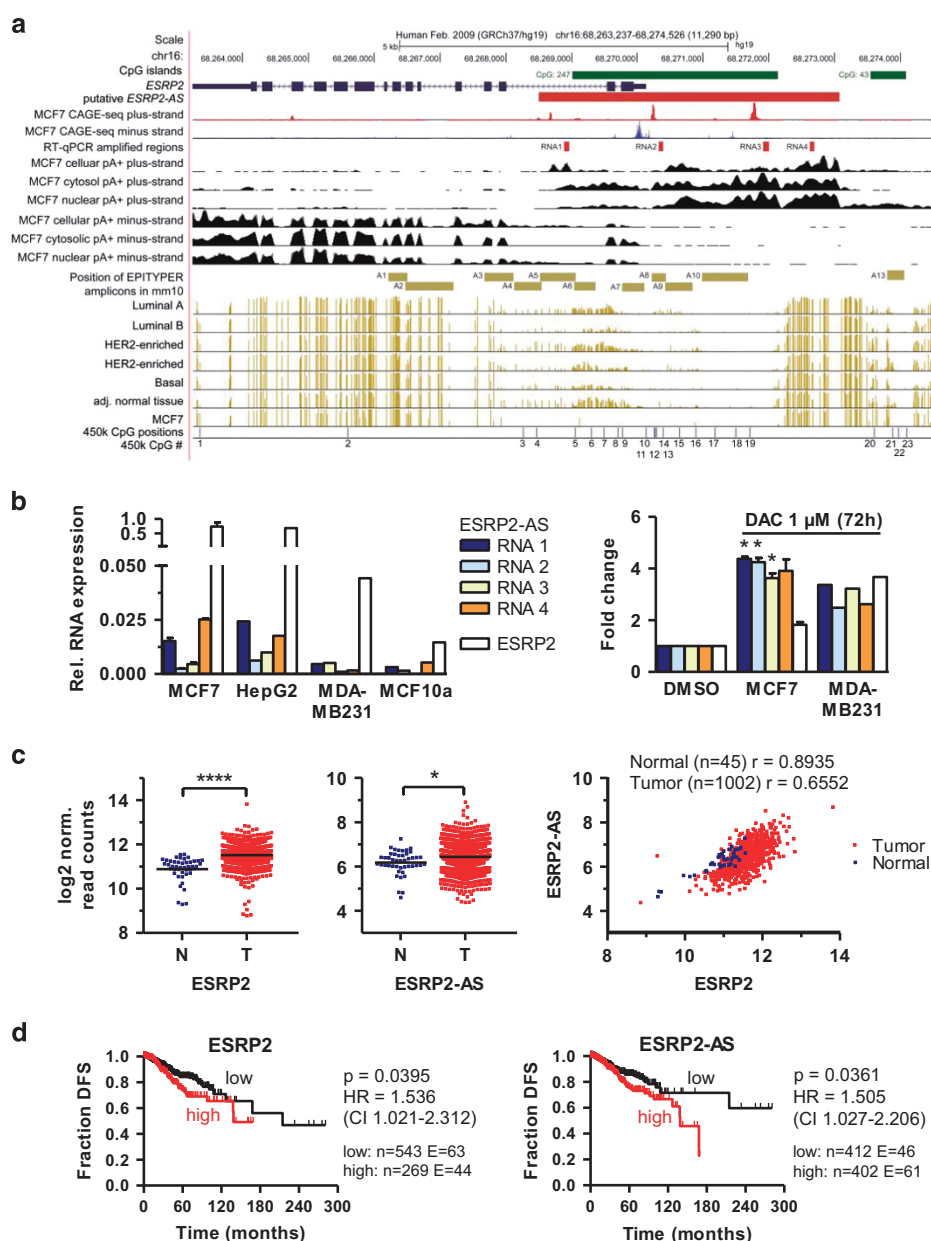 a
Scale
5 kb
Human Feb. 2009 (GRCh37/hg19) chr16:68,263,237-68,274,526 (11,290 bp)
hg19
chr16:
68,264,000
68,265,000
68,266,000
68,267,000
68,268,000
68,269,000
68,270,000
68,271,000
68,272,000
68,273,000
68,274,000
CpG islands
CpG: 247
CpG: 43
ESRP2
putative ESRP2-AS
MCF7 CAGE-seq plus-strand
MCF7 CAGE-seq minus strand
RT-qPCR amplified regions
RNA1
RNA2
RNA3
RNA4
MCF7 celluar pA+ plus-strand
MCF7 cytosol pA+ plus-strand
MCF7 nuclear pA+ plus-strand
MCF7 cellular pA+ minus-strand
MCF7 cytosolic pA+ minus-strand
MCF7 nuclear pA+ minus-strand
Position of EPITYPER
amplicons in mm10
A1
A2
A3
A4
A5
A6
A7
A8
A9
A10
A13
Luminal A
Luminal B
HER2-enriched
HER2-enriched
Basal
adj. normal tissue
MCF7
450k CpG positions
450k CpG #
1 2 3 4 5 6 7 8 9 10 14 15 16 17 18 19 20 21 23
11 12 13 22
b
Rel. RNA expression
1.0
0.5
0.0
0.050
0.025
0.000
MCF7
HepG2
MDA-
MB231
MCF10a
ESRP2-AS
RNA 1
RNA 2
RNA 3
RNA 4
ESRP2
Fold change
6
4
2
0
DAC 1 µM (72h)
* *
*
DMSO
MCF7
MDA-
MB231
c
log2 norm.
read counts
14
12
10
8
****
N
T
ESRP2
10
8
6
4
*
N
T
ESRP2-AS
Normal (n=45) r = 0.8935
Tumor (n=1002) r = 0.6552
ESRP2-AS
10
8
6
4
8 10 12 14
ESRP2
Tumor
Normal
d
ESRP2
Fraction DFS
1.0
0.8
0.6
0.4
0.2
0.0
low
high
0 60 120 180 240 300
Time (months)
p = 0.0395
HR = 1.536
(CI 1.021-2.312)
low: n=543 E=63
high: n=269 E=44
ESRP2-AS
Fraction DFS
1.0
0.8
0.6
0.4
0.2
0.0
low
high
0 60 120 180 240 300
Time (months)
p = 0.0361
HR = 1.505
(CI 1.027-2.206)
low: n=412 E=46
high: n=402 E=61